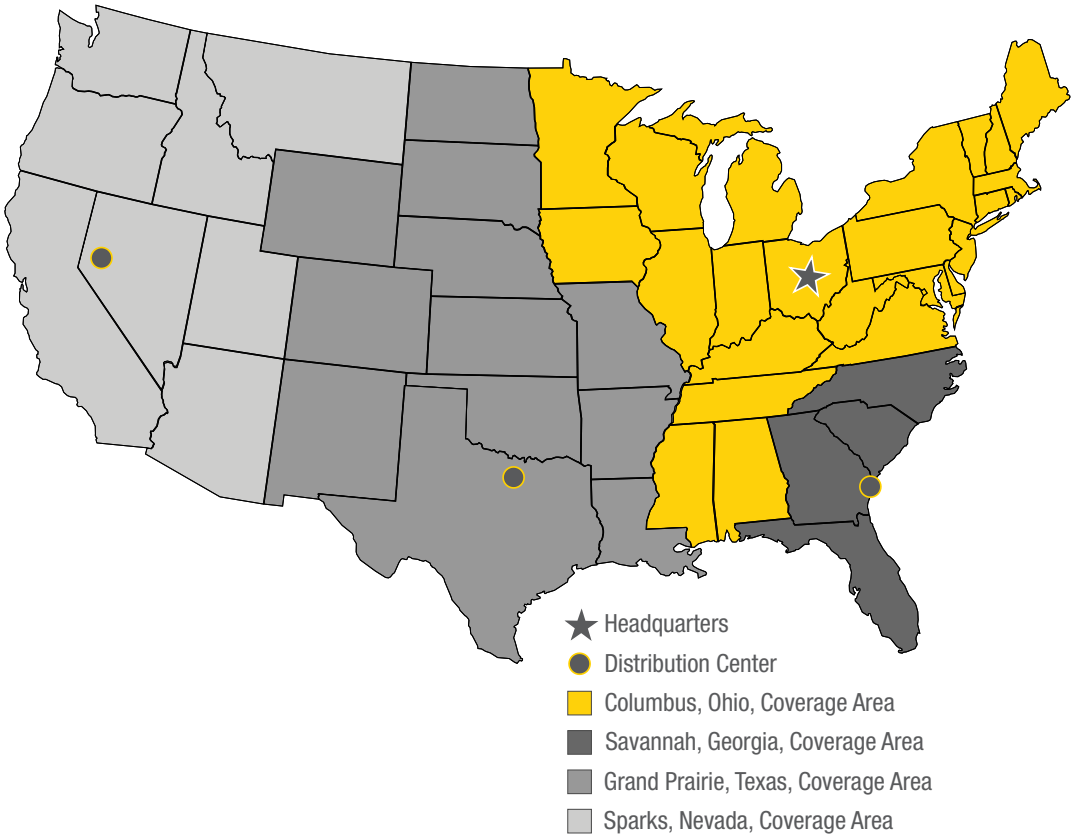 Headquarters
Distribution Center
Columbus, Ohio, Coverage Area
Savannah, Georgia, Coverage Area
Grand Prairie, Texas, Coverage Area
Sparks, Nevada, Coverage Area